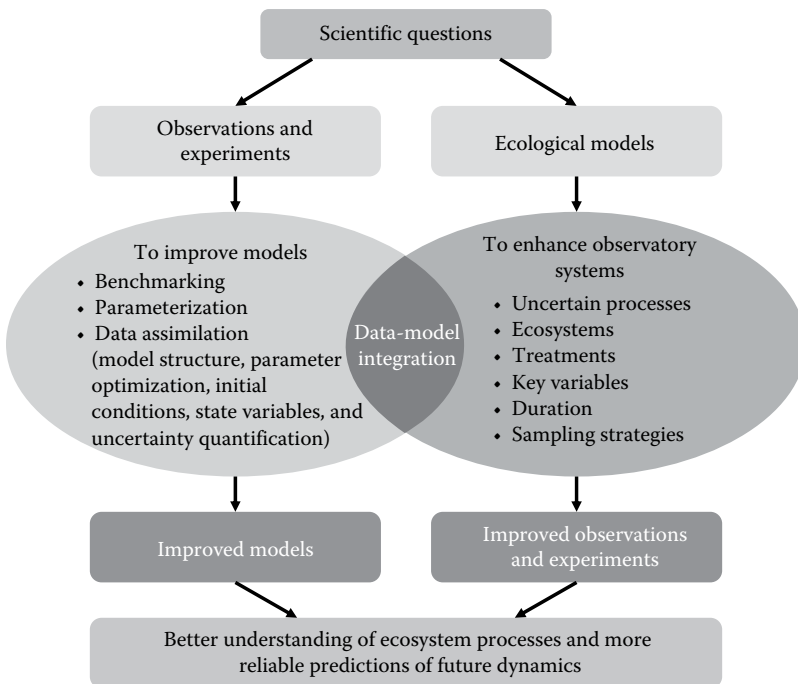 Scientific questions
Observations and
experiments
Ecological models
To improve models
• Benchmarking
• Parameterization
• Data assimilation
(model structure, parameter
optimization, initial
conditions, state variables, and
uncertainty quantification)
Data-model
integration
To enhance observatory
systems
• Uncertain processes
• Ecosystems
• Treatments
• Key variables
• Duration
• Sampling strategies
Improved models
Improved observations
and experiments
Better understanding of ecosystem processes and more
reliable predictions of future dynamics